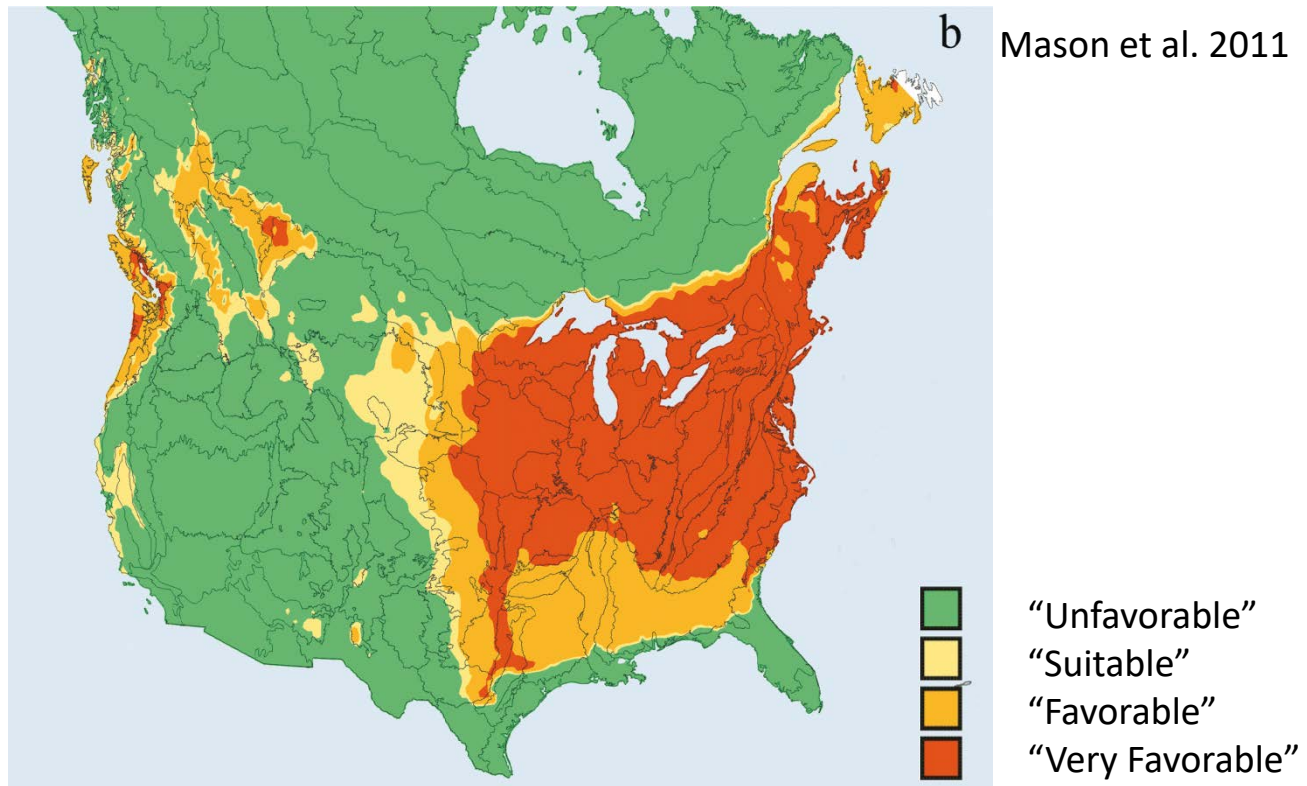 b
Mason et al. 2011
“Unfavorable”
“Suitable”
“Favorable”
“Very Favorable”